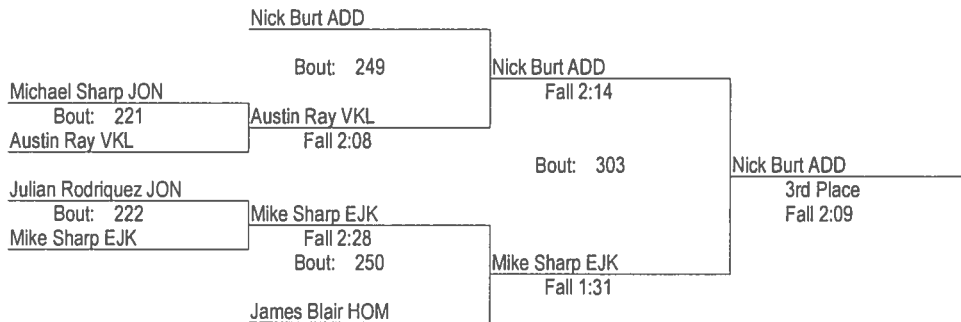 Nick Burt ADD
Bout: 249
Nick Burt ADD
Fall 2:14
Michael Sharp JON
Bout: 221
Austin Ray VKL
Austin Ray VKL
Fall 2:08
Bout: 303
Nick Burt ADD
3rd Place
Fall 2:09
Julian Rodriquez JON
Bout: 222
Mike Sharp EJK
Mike Sharp EJK
Fall 2:28
Bout: 250
Mike Sharp EJK
Fall 1:31
James Blair HOM